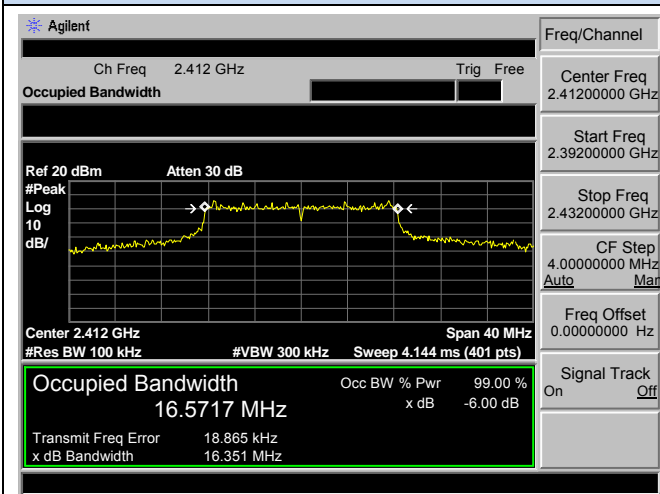 Agilent
Freq/Channel
Ch Freq 2.412 GHz Trig Free
Occupied Bandwidth
Center Freq
2.41200000 GHz
Start Freq
2.39200000 GHz
Stop Freq
2.43200000 GHz
CF Step
4.00000000 MHz
Auto Man
Freq Offset
0.00000000 Hz
Signal Track
On Off
Ref 20 dBm Atten 30 dB
#Peak
Log
10
dB/
Center 2.412 GHz Span 40 MHz
#Res BW 100 kHz #VBW 300 kHz Sweep 4.144 ms (401 pts)
Occupied Bandwidth Occ BW % Pwr 99.00 %
16.5717 MHz x dB -6.00 dB
Transmit Freq Error 18.865 kHz
x dB Bandwidth 16.351 MHz